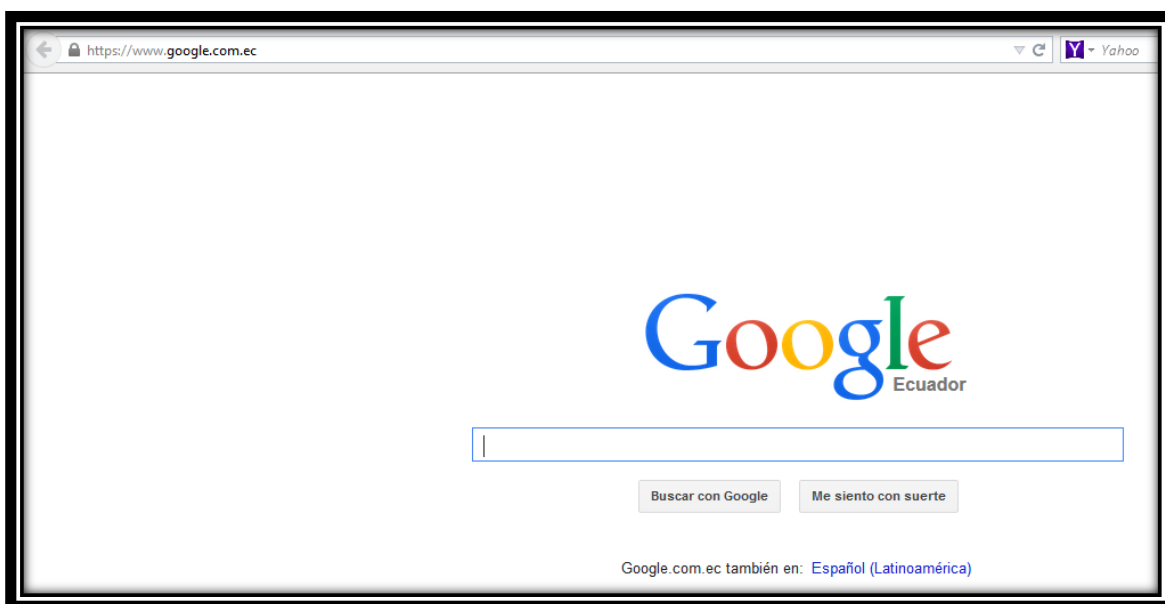 https://www.google.com.ec Y Yahoo
Google
Ecuador
Buscar con Google Me siento con suerte
Google.com.ec también en: Español (Latinoamérica)